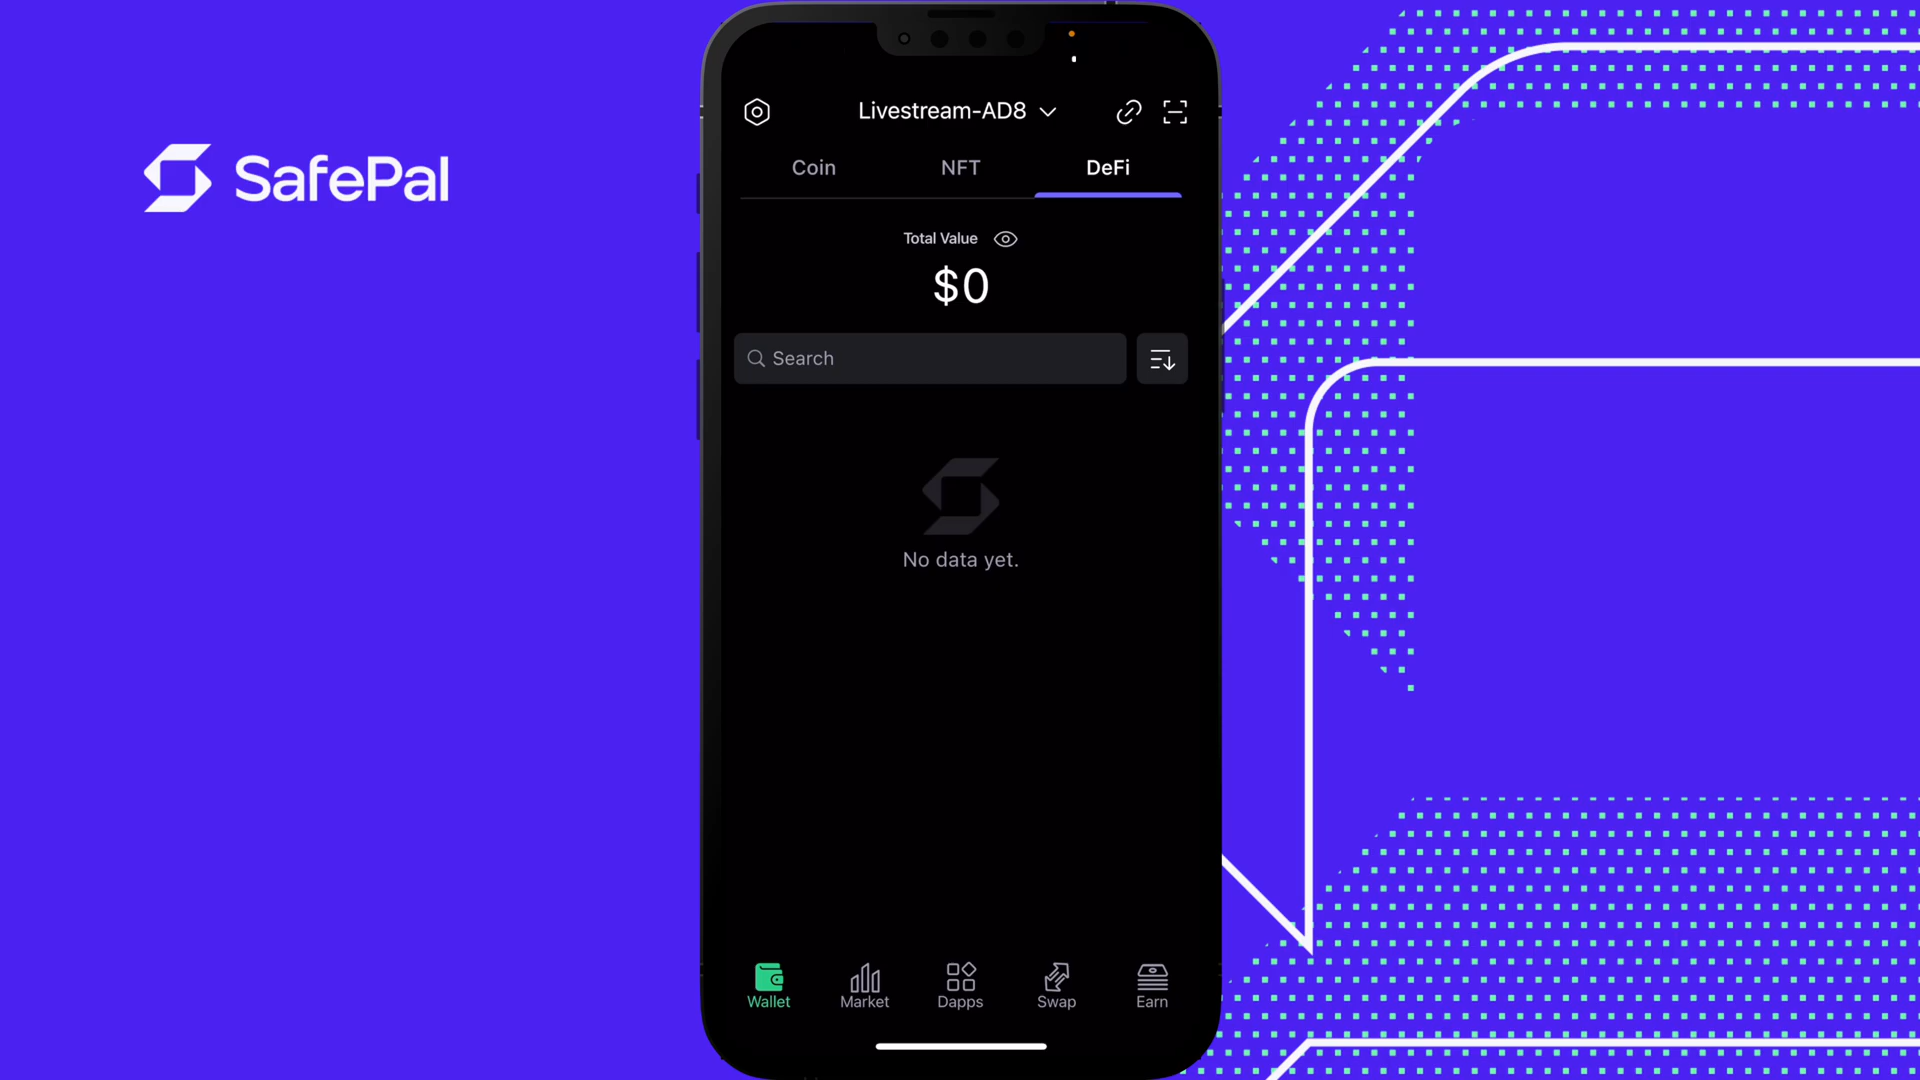 SafePal
Livestream-AD8
Coin
NFT
DeFi
Total Value
$0
Search
No data yet.
Wallet
Market
Dapps
Swap
Earn